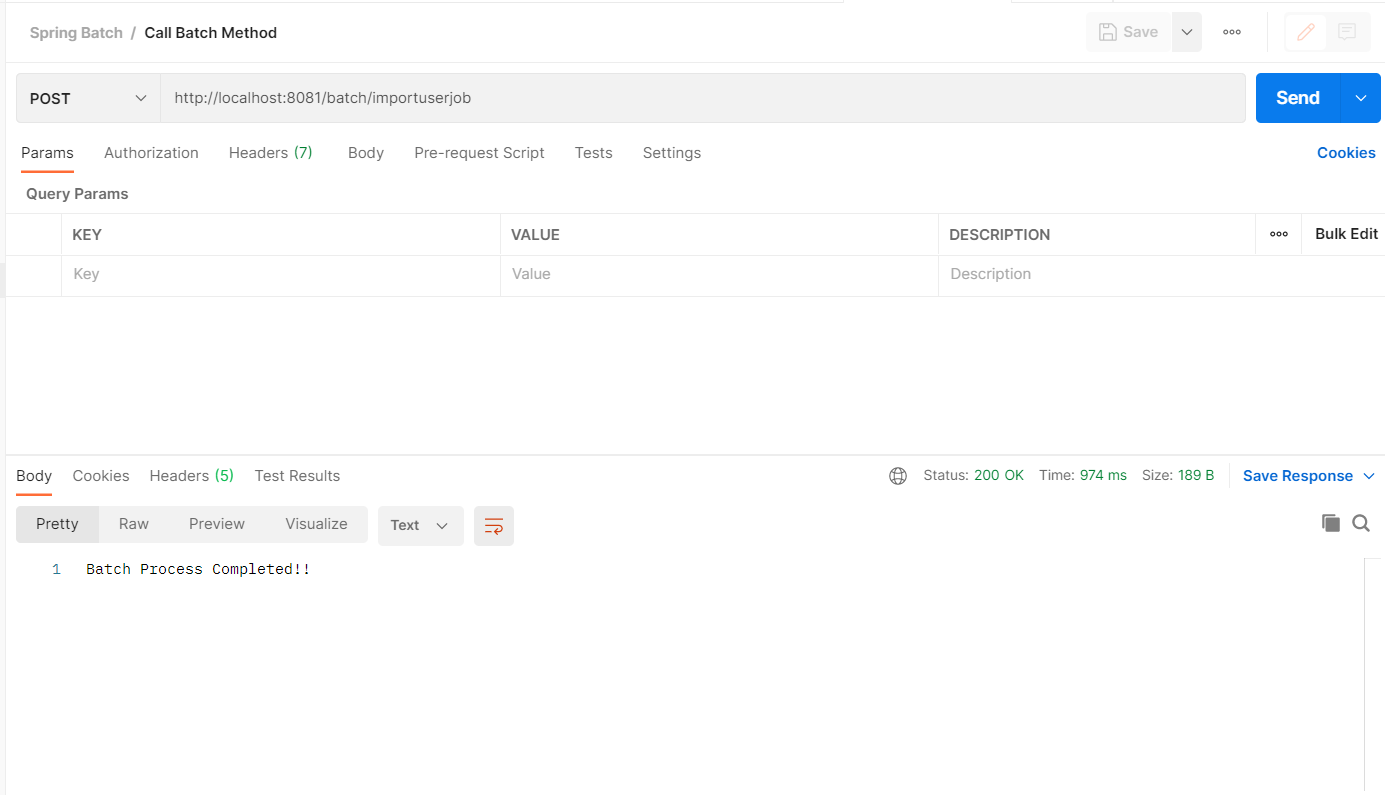 Spring Batch / Call Batch Method
Save
POST http://localhost:8081/batch/importuserjob Send
Params Authorization Headers (7) Body Pre-request Script Tests Settings Cookies
Query Params
KEY VALUE DESCRIPTION Bulk Edit
Key Value Description
Body Cookies Headers (5) Test Results Status: 200 OK Time: 974 ms Size: 189 B Save Response
Pretty Raw Preview Visualize Text
1 Batch Process Completed!!